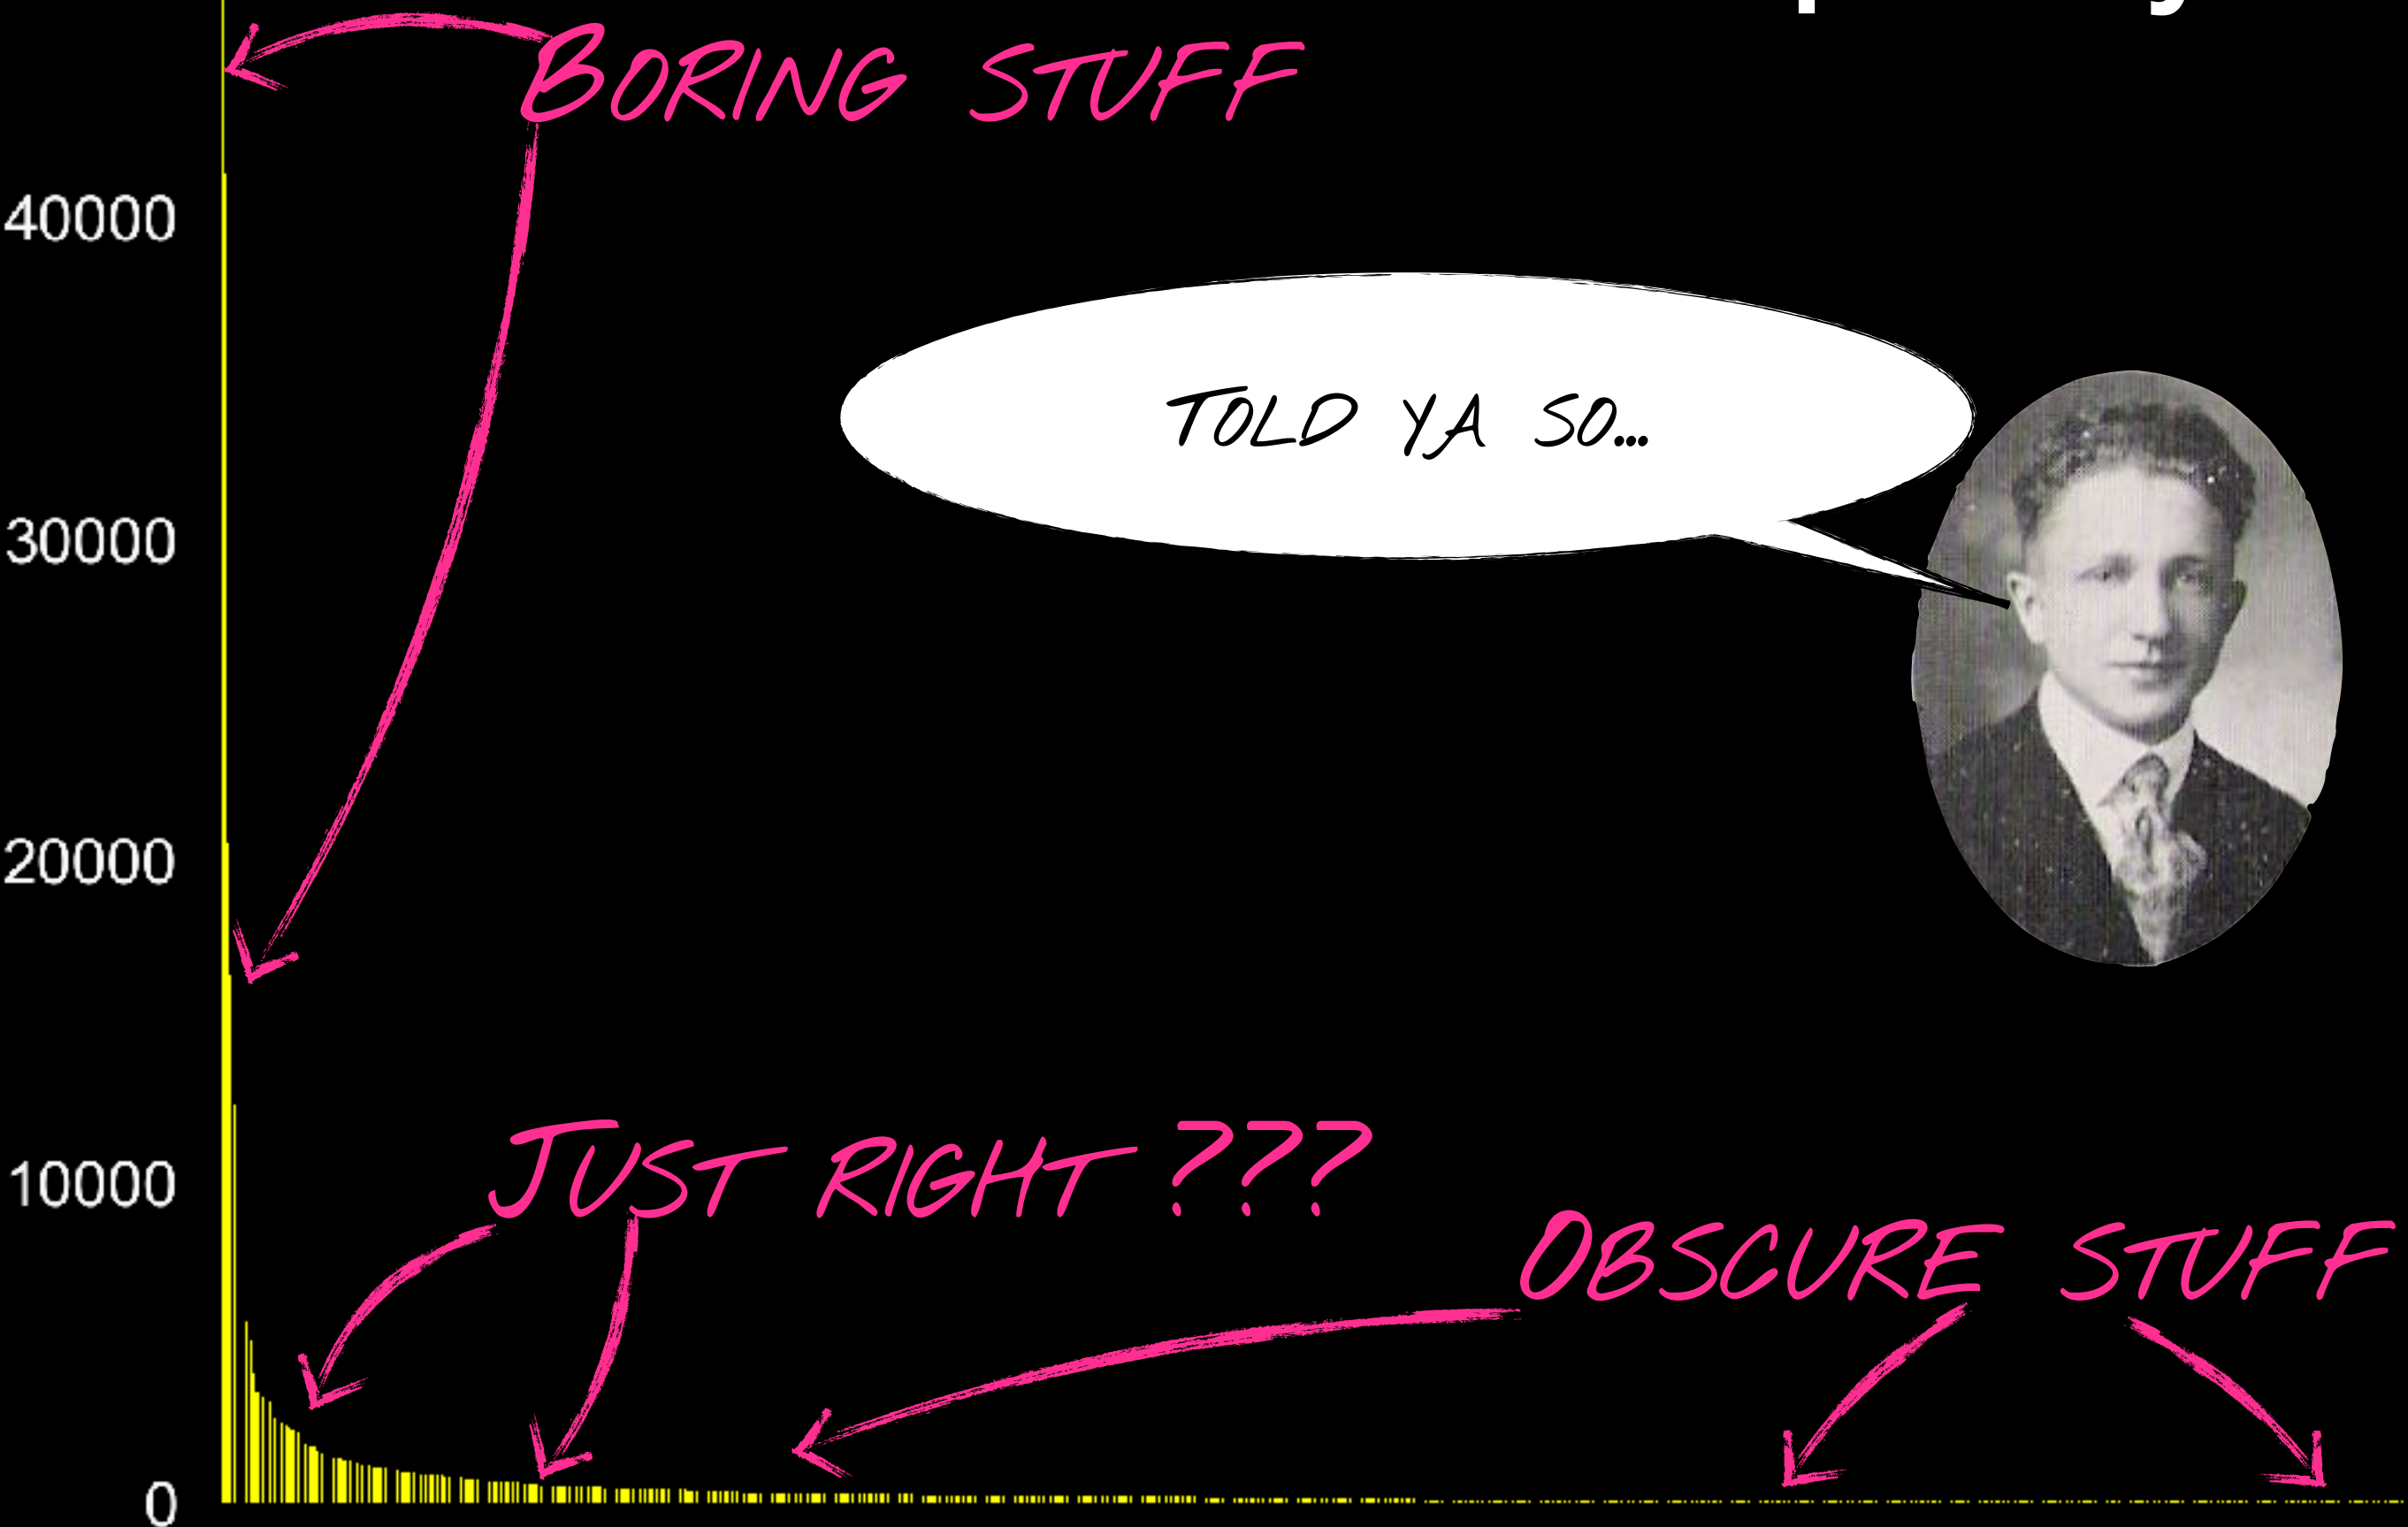 BORING STUFF
40000
TOLD YA SO...
30000
20000
10000
JUST RIGHT ???
OBSCURE STUFF
0